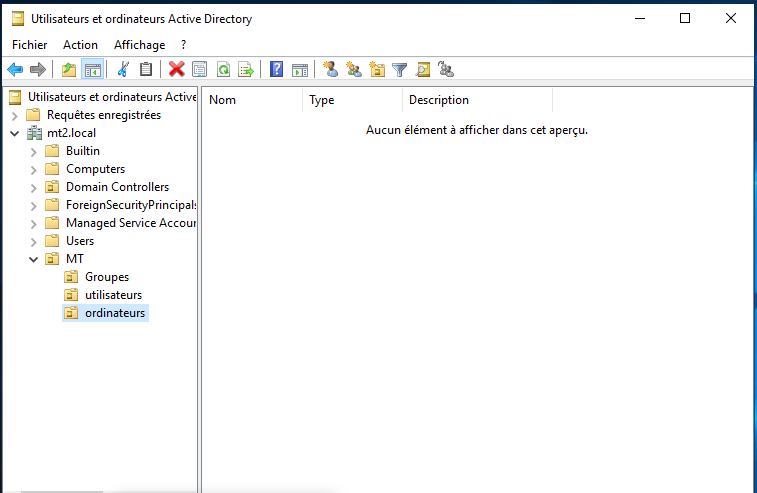 Utilisateurs et ordinateurs Active Directory
Fichier Action Affichage ?
Utilisateurs et ordinateurs Active
Requêtes enregistrées
mt2.local
Builtin
Computers
Domain Controllers
ForeignSecurityPrincipals
Managed Service Accour
Users
MT
Groupes
utilisateurs
ordinateurs
Nom Type Description
Aucun élément à afficher dans cet aperçu.